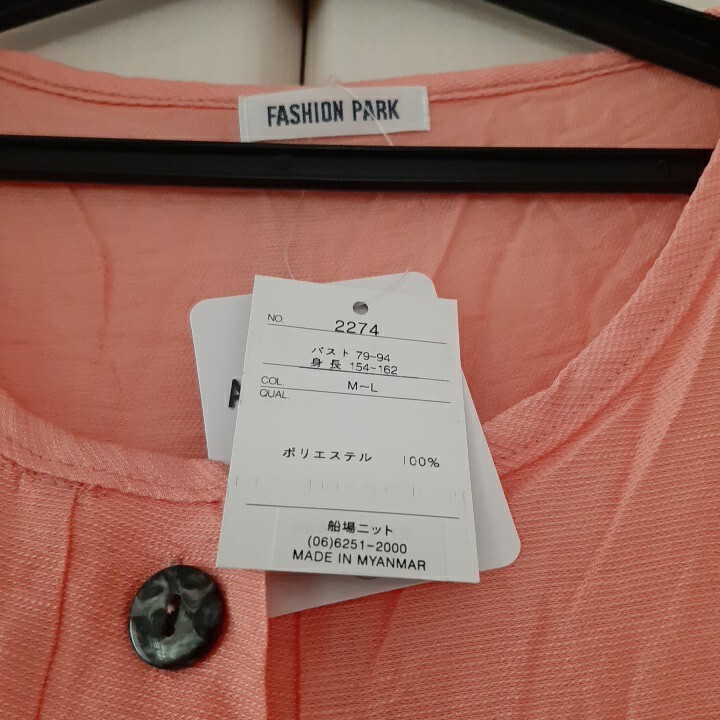 FASHION PARK
NO. 2274
バスト 79~94
身長 154~162
COL. M~L
QUAL.
ポリエステル 100%
船場ニット
(06)6251-2000
MADE IN MYANMAR